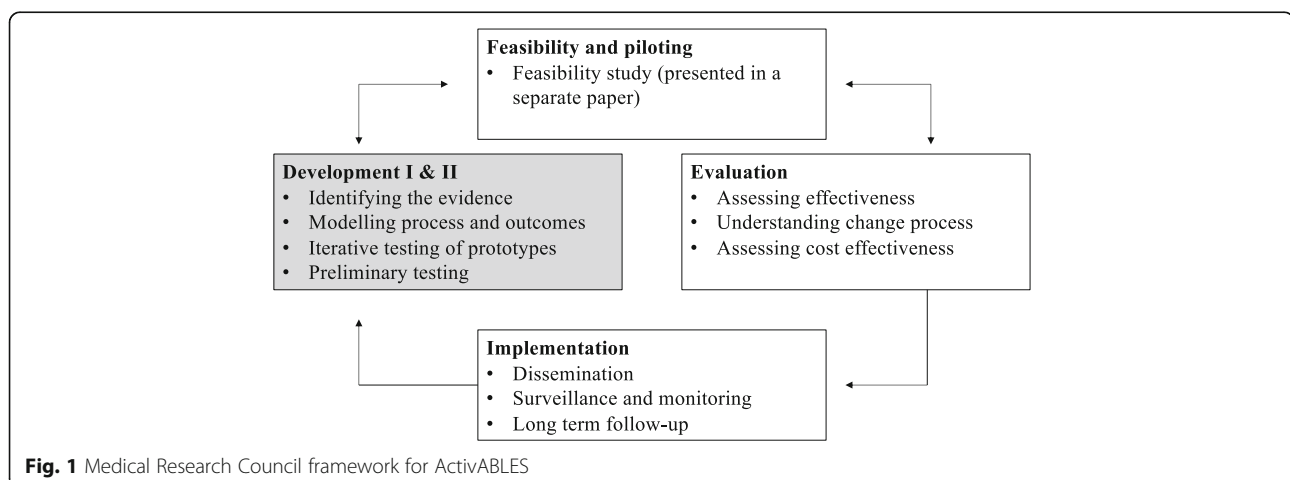 Feasibility and piloting
• Feasibility study (presented in a
separate paper)
Development I & II
• Identifying the evidence
• Modelling process and outcomes
• Iterative testing of prototypes
• Preliminary testing
Evaluation
• Assessing effectiveness
• Understanding change process
• Assessing cost effectiveness
Implementation
• Dissemination
• Surveillance and monitoring
• Long term follow-up
Fig. 1 Medical Research Council framework for ActivABLES